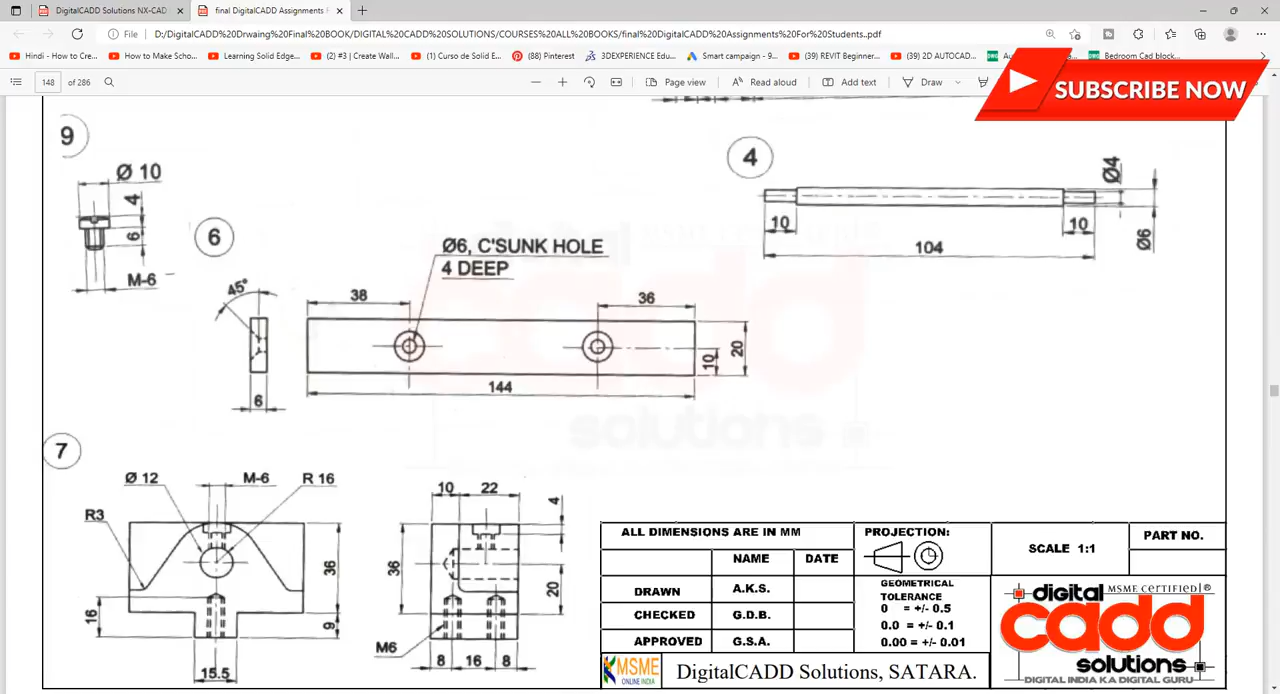 DigitalCADD Solutions NX-CAD
final DigitalCADD Assignments F
File
D:/DigitalCADD%20Drwaing%20Final%20BOOK/DIGITAL%20CADD%20SOLUTIONS/COURSES%20ALL%20BOOKS/final%20DigitalCADD%20Assignments%20For%20Students..pdf
Hindi - How to Crea...
How to Make Schoo...
Learning Solid Edge...
(2) #3 | Create Wall...
(1) Curcde Solid E...
(88) Pinterest
3DEXPERIENCE Edu...
Smart campaign - 9...
(39) REVIT Beginner...
(39) 2D AUTOCAD...
Bedroom Cad block...
SUBSCRIBE NOW
148 of 286
Page view
Read aloud
Add text
Draw
9
Ø 10
4
6
M-6
4
Ø4
10
10
104
Ø6
6
Ø6, C'SUNK HOLE
4 DEEP
45°
38
36
10
20
144
6
7
Ø 12
M-6
R 16
R3
36
16
9
15.5
10
22
4
36
20
M6
8
16
8
ALL DIMENSIONS ARE IN MM
NAME
DATE
DRAWN
A.K.S.
CHECKED
G.D.B.
APPROVED
G.S.A.
PROJECTION:
GEOMETRICAL
TOLERANCE
0 = +/- 0.5
0.0 = +/- 0.1
0.00 = +/- 0.01
SCALE 1:1
PART NO.
MSME
ONLINE INDIA
DigitalCADD Solutions, SATARA.
digital
MSME CERTIFIED
cadd
solutions
DIGITAL INDIA KA DIGITAL GURU